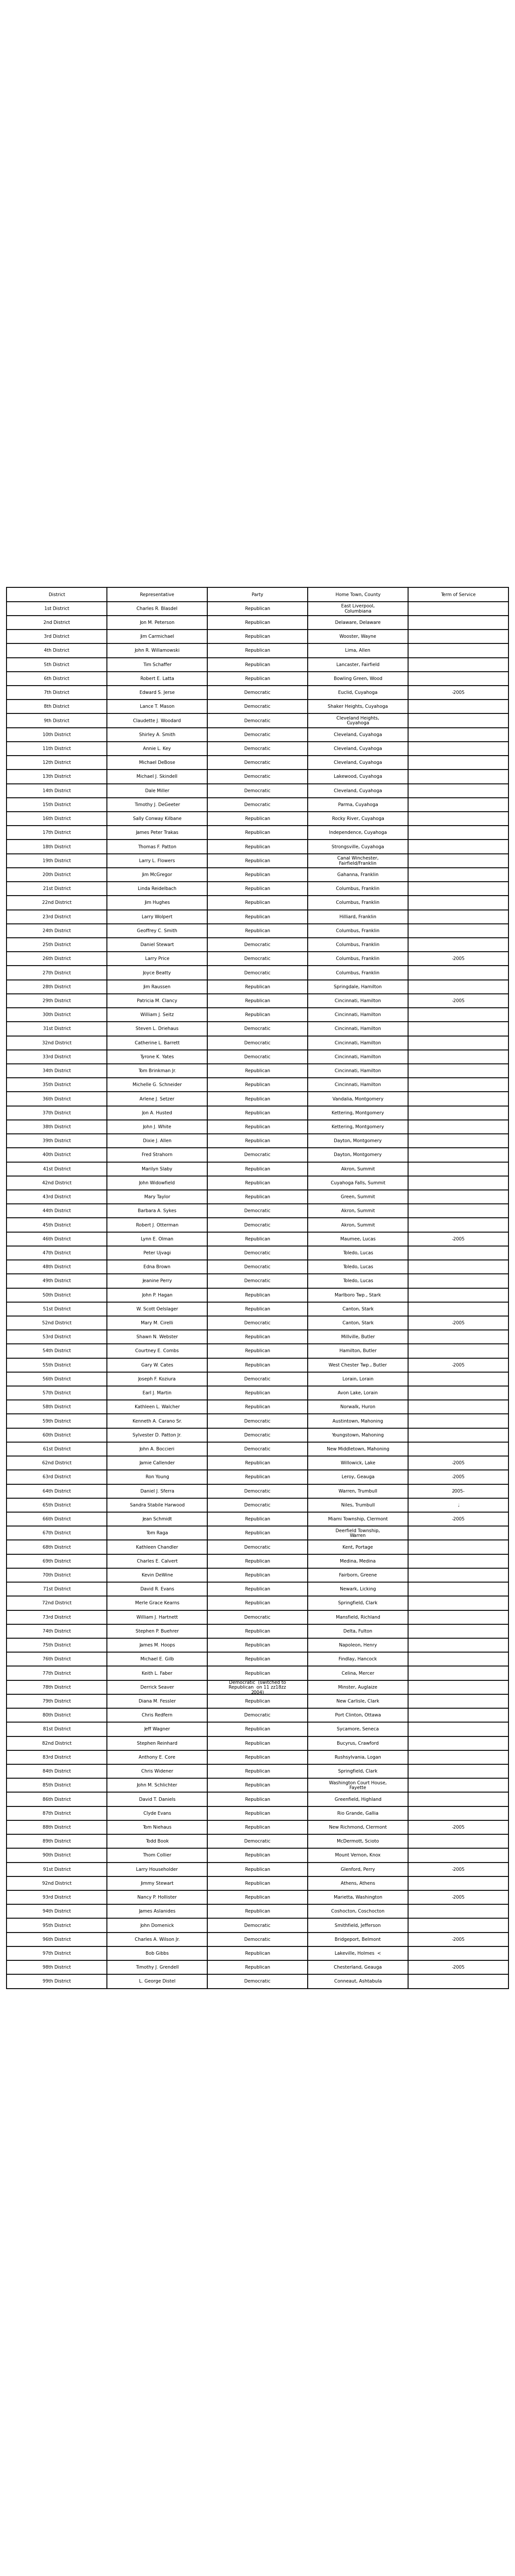 District Representative Party Home Town, County Term of Service
1st District Charles R. Blasdel Republican East Liverpool,
Columbiana
2nd District Jon M. Peterson Republican Delaware, Delaware
3rd District Jim Carmichael Republican Wooster, Wayne
4th District John R. Willamowski Republican Lima, Allen
5th District Tim Schaffer Republican Lancaster, Fairfield
6th District Robert E. Latta Republican Bowling Green, Wood
7th District Edward S. Jerse Democratic Euclid, Cuyahoga -2005
8th District Lance T. Mason Democratic Shaker Heights, Cuyahoga
9th District Claudette J. Woodard Democratic Cleveland Heights,
Cuyahoga
10th District Shirley A. Smith Democratic Cleveland, Cuyahoga
11th District Annie L. Key Democratic Cleveland, Cuyahoga
12th District Michael DeBose Democratic Cleveland, Cuyahoga
13th District Michael J. Skindell Democratic Lakewood, Cuyahoga
14th District Dale Miller Democratic Cleveland, Cuyahoga
15th District Timothy J. DeGeeter Democratic Parma, Cuyahoga
16th District Sally Conway Kilbane Republican Rocky River, Cuyahoga
17th District James Peter Trakas Republican Independence, Cuyahoga
18th District Thomas F. Patton Republican Strongsville, Cuyahoga
19th District Larry L. Flowers Republican Canal Winchester,
Fairfield/Franklin
20th District Jim McGregor Republican Gahanna, Franklin
21st District Linda Reidelbach Republican Columbus, Franklin
22nd District Jim Hughes Republican Columbus, Franklin
23rd District Larry Wolpert Republican Hilliard, Franklin
24th District Geoffrey C. Smith Republican Columbus, Franklin
25th District Daniel Stewart Democratic Columbus, Franklin
26th District Larry Price Democratic Columbus, Franklin -2005
27th District Joyce Beatty Democratic Columbus, Franklin
28th District Jim Raussen Republican Springdale, Hamilton
29th District Patricia M. Clancy Republican Cincinnati, Hamilton -2005
30th District William J. Seitz Republican Cincinnati, Hamilton
31st District Steven L. Driehaus Democratic Cincinnati, Hamilton
32nd District Catherine L. Barrett Democratic Cincinnati, Hamilton
33rd District Tyrone K. Yates Democratic Cincinnati, Hamilton
34th District Tom Brinkman Jr. Republican Cincinnati, Hamilton
35th District Michelle G. Schneider Republican Cincinnati, Hamilton
36th District Arlene J. Setzer Republican Vandalia, Montgomery
37th District Jon A. Husted Republican Kettering, Montgomery
38th District John J. White Republican Kettering, Montgomery
39th District Dixie J. Allen Republican Dayton, Montgomery
40th District Fred Strahorn Democratic Dayton, Montgomery
41st District Marilyn Slaby Republican Akron, Summit
42nd District John Widowfield Republican Cuyahoga Falls, Summit
43rd District Mary Taylor Republican Green, Summit
44th District Barbara A. Sykes Democratic Akron, Summit
45th District Robert J. Otterman Democratic Akron, Summit
46th District Lynn E. Olman Republican Maumee, Lucas -2005
47th District Peter Ujvagi Democratic Toledo, Lucas
48th District Edna Brown Democratic Toledo, Lucas
49th District Jeanine Perry Democratic Toledo, Lucas
50th District John P. Hagan Republican Marlboro Twp., Stark
51st District W. Scott Oelslager Republican Canton, Stark
52nd District Mary M. Cirelli Democratic Canton, Stark -2005
53rd District Shawn N. Webster Republican Millville, Butler
54th District Courtney E. Combs Republican Hamilton, Butler
55th District Gary W. Cates Republican West Chester Twp., Butler -2005
56th District Joseph F. Koziura Democratic Lorain, Lorain
57th District Earl J. Martin Republican Avon Lake, Lorain
58th District Kathleen L. Walcher Republican Norwalk, Huron
59th District Kenneth A. Carano Sr. Democratic Austintown, Mahoning
60th District Sylvester D. Patton Jr. Democratic Youngstown, Mahoning
61st District John A. Boccieri Democratic New Middletown, Mahoning
62nd District Jamie Callender Republican Willowick, Lake -2005
63rd District Ron Young Republican Leroy, Geauga -2005
64th District Daniel J. Sferra Democratic Warren, Trumbull 2005-
65th District Sandra Stabile Harwood Democratic Niles, Trumbull ,
66th District Jean Schmidt Republican Miami Township, Clermont -2005
67th District Tom Raga Republican Deerfield Township,
Warren
68th District Kathleen Chandler Democratic Kent, Portage
69th District Charles E. Calvert Republican Medina, Medina
70th District Kevin DeWine Republican Fairborn, Greene
71st District David R. Evans Republican Newark, Licking
72nd District Merle Grace Kearns Republican Springfield, Clark
73rd District William J. Hartnett Democratic Mansfield, Richland
74th District Stephen P. Buehrer Republican Delta, Fulton
75th District James M. Hoops Republican Napoleon, Henry
76th District Michael E. Gilb Republican Findlay, Hancock
77th District Keith L. Faber Republican Celina, Mercer
78th District Derrick Seaver Democratic (switched to
Republican on 11 zz18zz
2004) Minster, Auglaize
79th District Diana M. Fessler Republican New Carlisle, Clark
80th District Chris Redfern Democratic Port Clinton, Ottawa
81st District Jeff Wagner Republican Sycamore, Seneca
82nd District Stephen Reinhard Republican Bucyrus, Crawford
83rd District Anthony E. Core Republican Rushsylvania, Logan
84th District Chris Widener Republican Springfield, Clark
85th District John M. Schlichter Republican Washington Court House,
Fayette
86th District David T. Daniels Republican Greenfield, Highland
87th District Clyde Evans Republican Rio Grande, Gallia
88th District Tom Niehaus Republican New Richmond, Clermont -2005
89th District Todd Book Democratic McDermott, Scioto
90th District Thom Collier Republican Mount Vernon, Knox
91st District Larry Householder Republican Glenford, Perry -2005
92nd District Jimmy Stewart Republican Athens, Athens
93rd District Nancy P. Hollister Republican Marietta, Washington -2005
94th District James Aslanides Republican Coshocton, Coschocton
95th District John Domenick Democratic Smithfield, Jefferson
96th District Charles A. Wilson Jr. Democratic Bridgeport, Belmont -2005
97th District Bob Gibbs Republican Lakeville, Holmes <
98th District Timothy J. Grendell Republican Chesterland, Geauga -2005
99th District L. George Distel Democratic Conneaut, Ashtabula